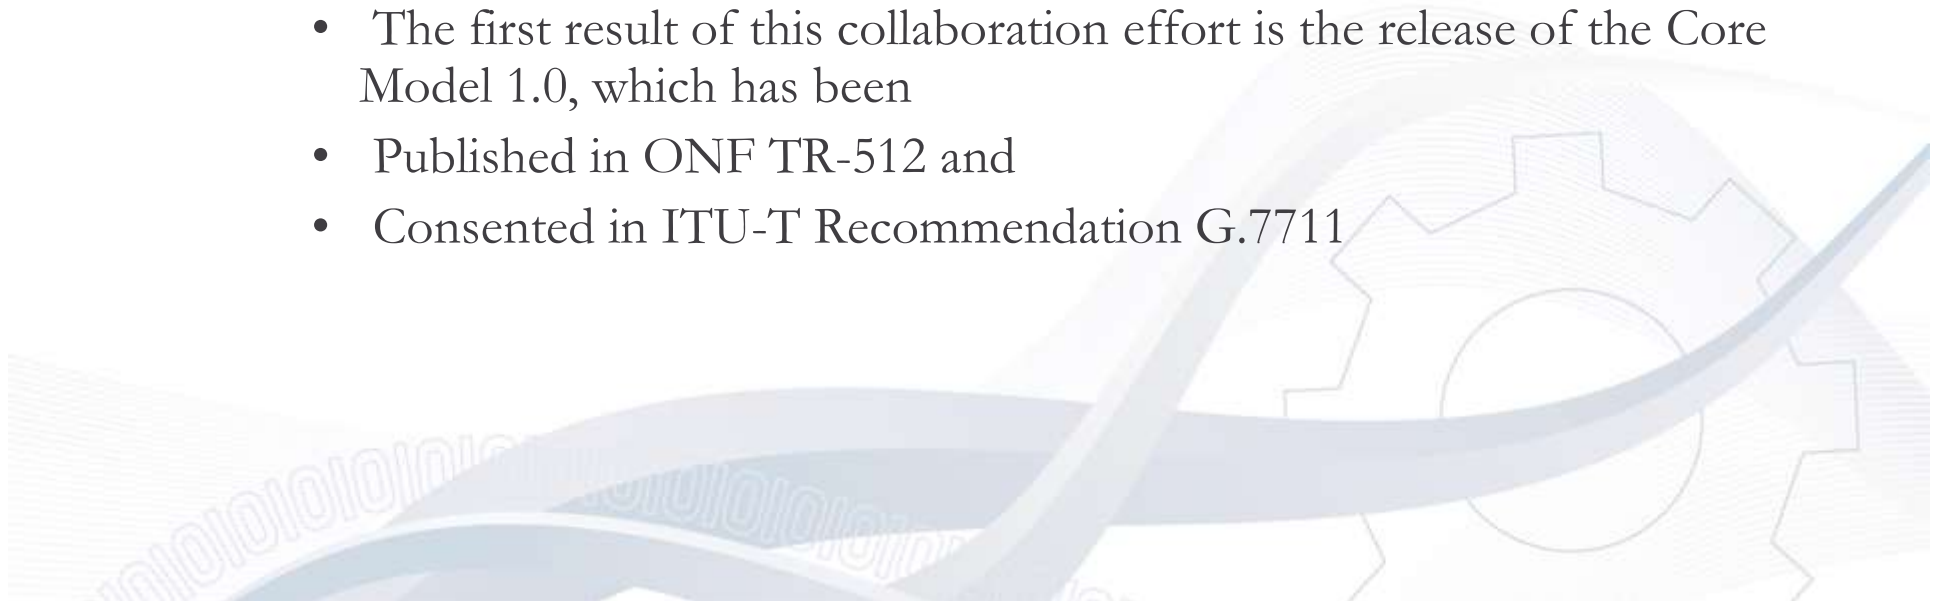 • The first result of this collaboration effort is the release of the Core
Model 1.0, which has been
• Published in ONF TR-512 and
• Consented in ITU-T Recommendation G.7711